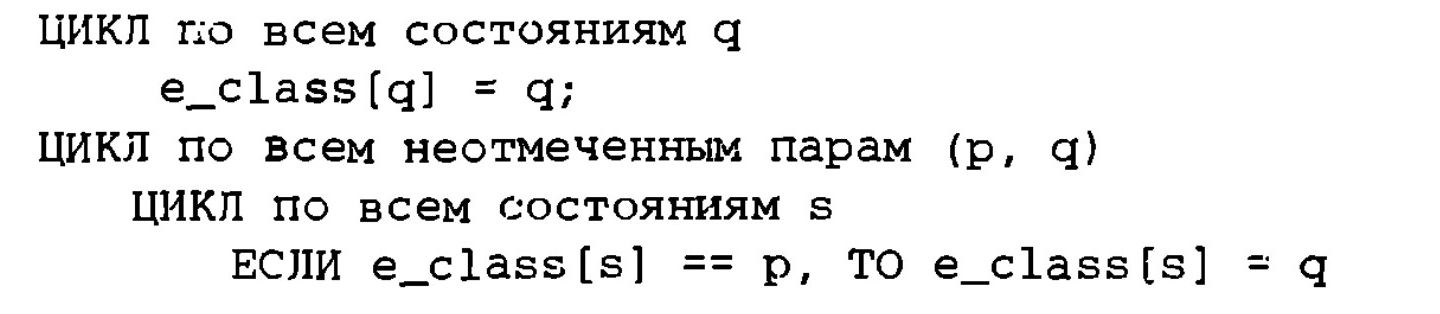 ЦИКЛ по всем состояниям q
e_class[q] = q;
ЦИКЛ по всем неотмеченным парам (p, q)
ЦИКЛ по всем состояниям s
ЕСЛИ e_class[s] == p, ТО e_class[s] = q